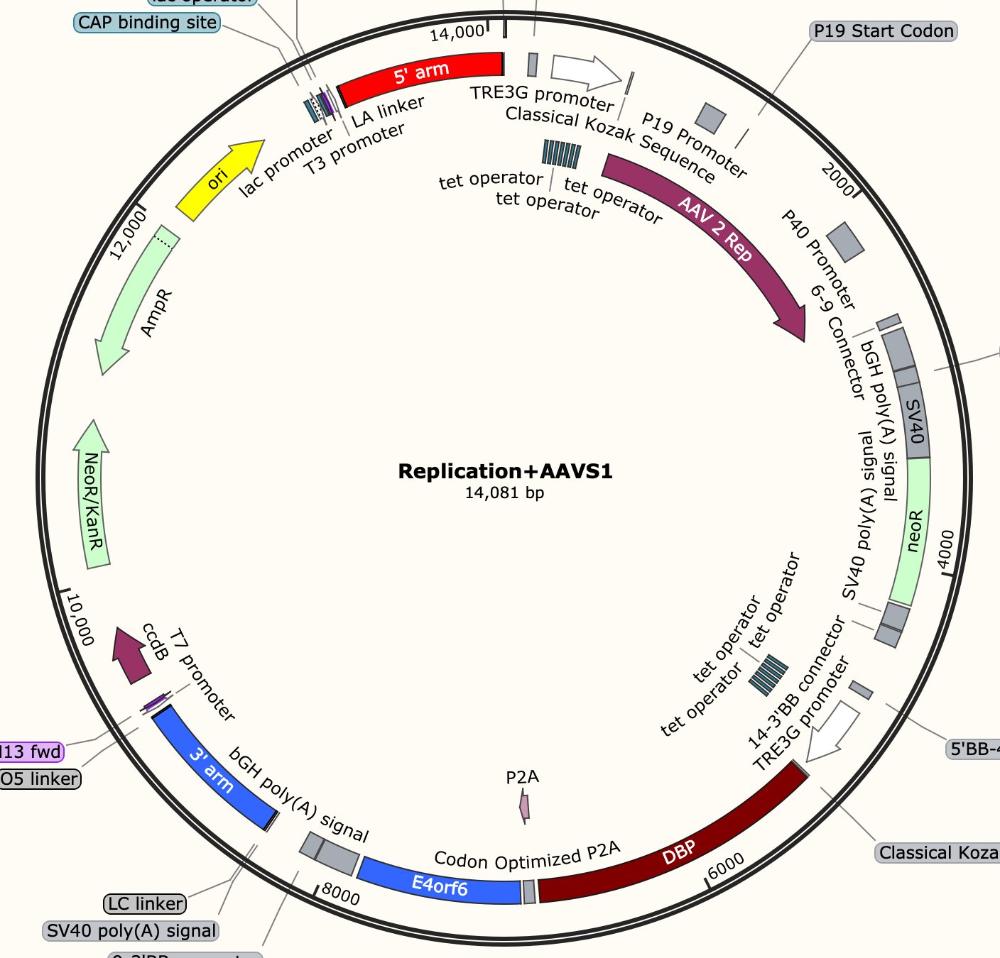 CAP binding site
14,000
P19 Start Codon
5' arm
TRE3G promoter
Classical Kozak Sequence
LA linker
T3 promoter
lac promoter
P19 Promoter
ori
tet operator
tet operator
tet operator
2000
AAV 2 Rep
P40 Promoter
12,000
6-9 Connector
AmpR
bGH poly(A) signal
SV40
SV40 poly(A) signal
NeoR/KanR
Replication+AAVS1
14,081 bp
neoR
4000
10,000
tet operator
tet operator
tet operator
ccdB
T7 promoter
14-3'BB connector
TRE3G promoter
fwd
O5 linker
3' arm
bGH poly(A) signal
P2A
Codon Optimized P2A
DBP
E4orf6
6000
8000
Classical
LC linker
SV40 poly(A) signal